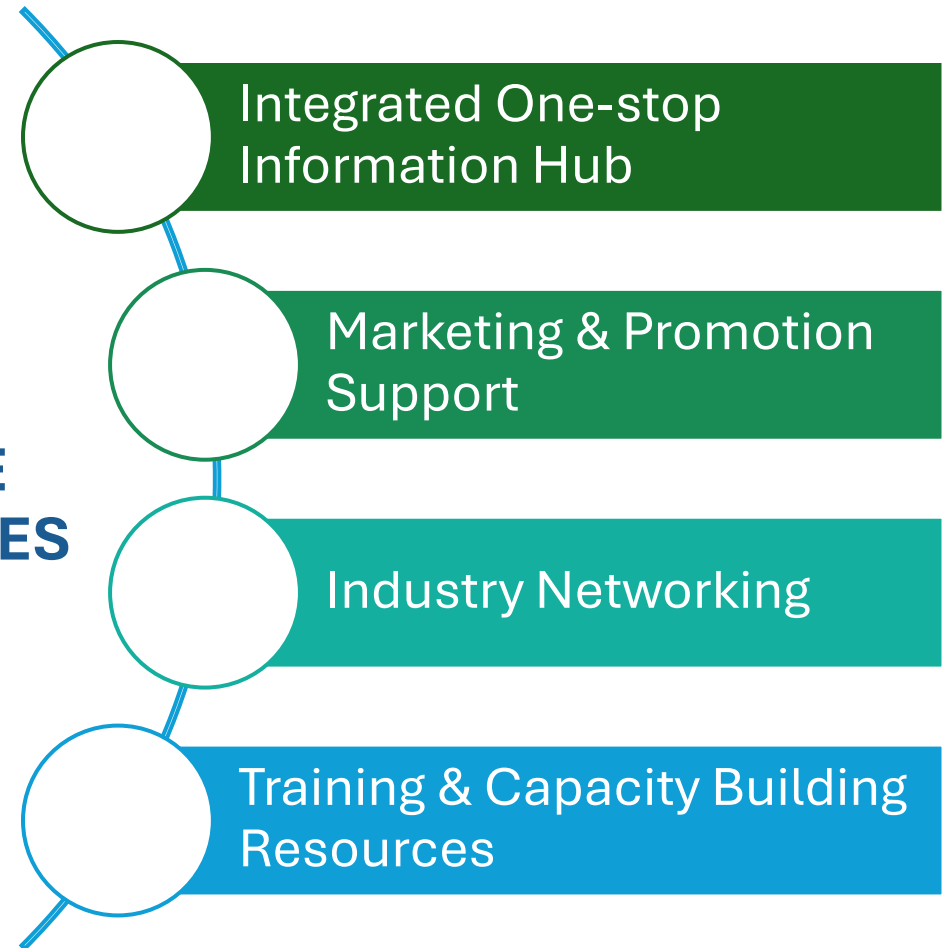 Integrated One-stop
Information Hub
Marketing & Promotion
Support
E
ES
Industry Networking
Training & Capacity Building
Resources